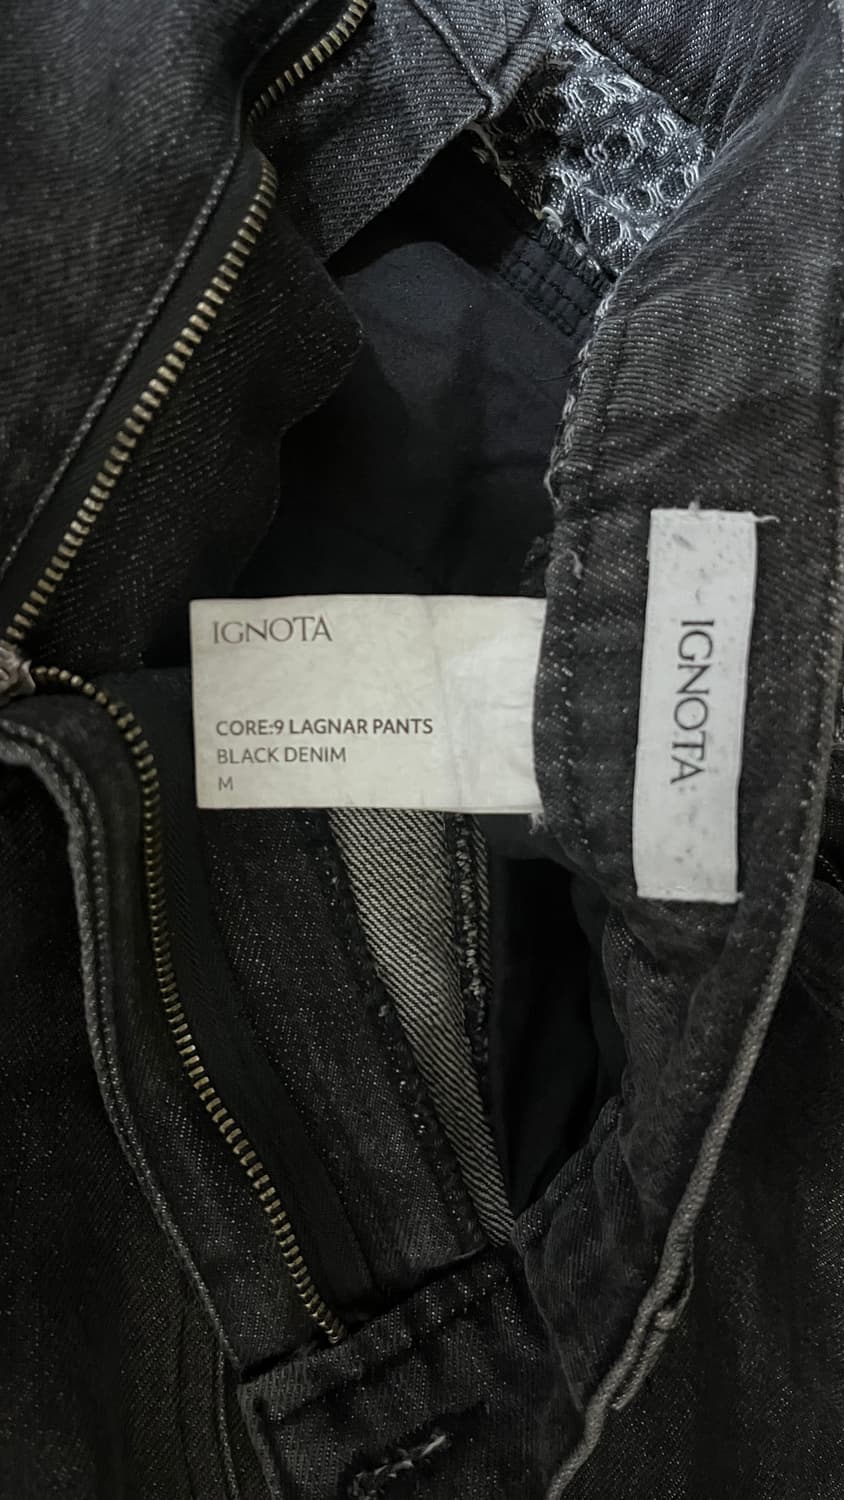 IGNOTA
CORE:9 LAGNAR PANTS
BLACK DENIM
M
IGNOTA